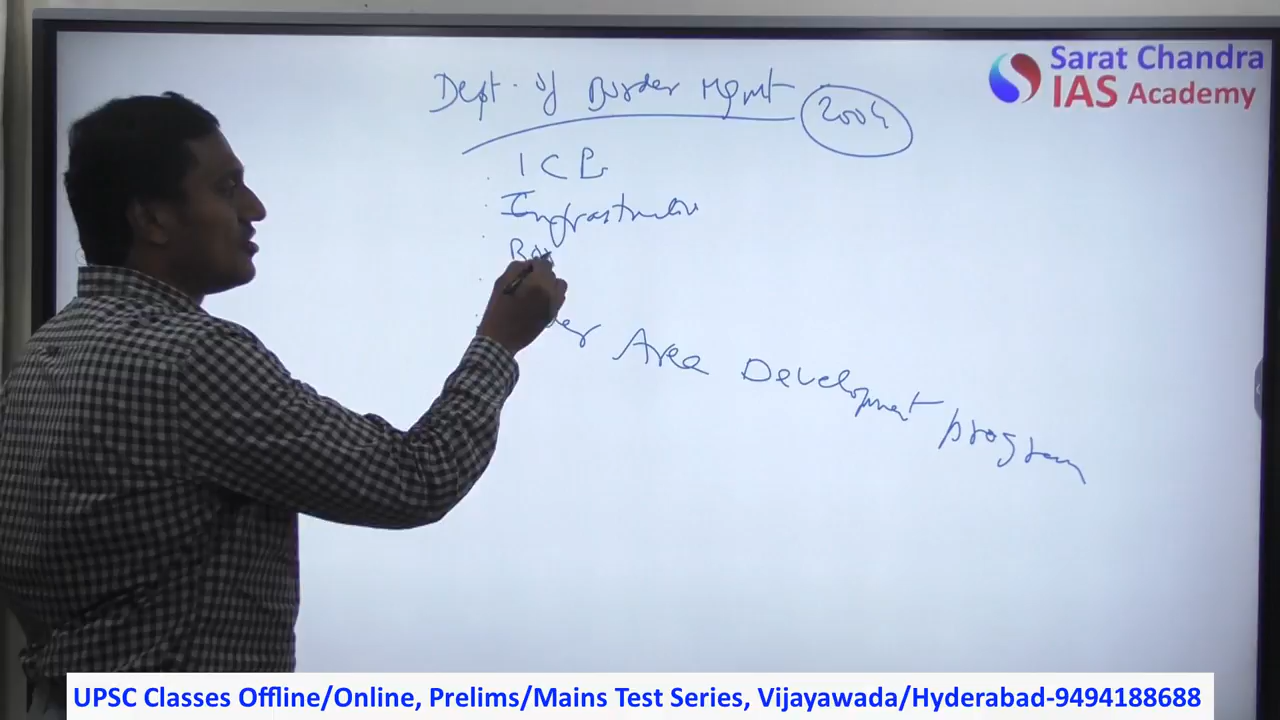 Sarat Chandra
IAS Academy
Dept. of Border Mgmt
2004
ICP
Infrastructure
Area Development program
UPSC Classes Offline/Online, Prelims/Mains Test Series, Vijayawada/Hyderabad-9494188688